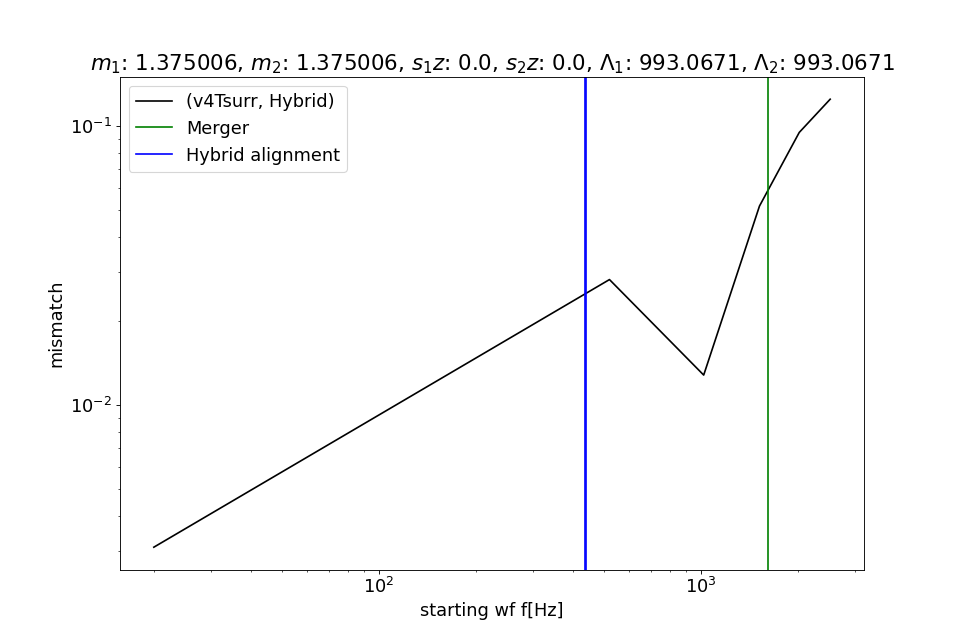 m₁: 1.375006, m₂: 1.375006, s₁z: 0.0, s₂z: 0.0, Λ₁: 993.0671, Λ₂: 993.0671
(v4Tsurr, Hybrid)
Merger
Hybrid alignment
10⁻¹
10⁻²
mismatch
10² 10³
starting wf f[Hz]